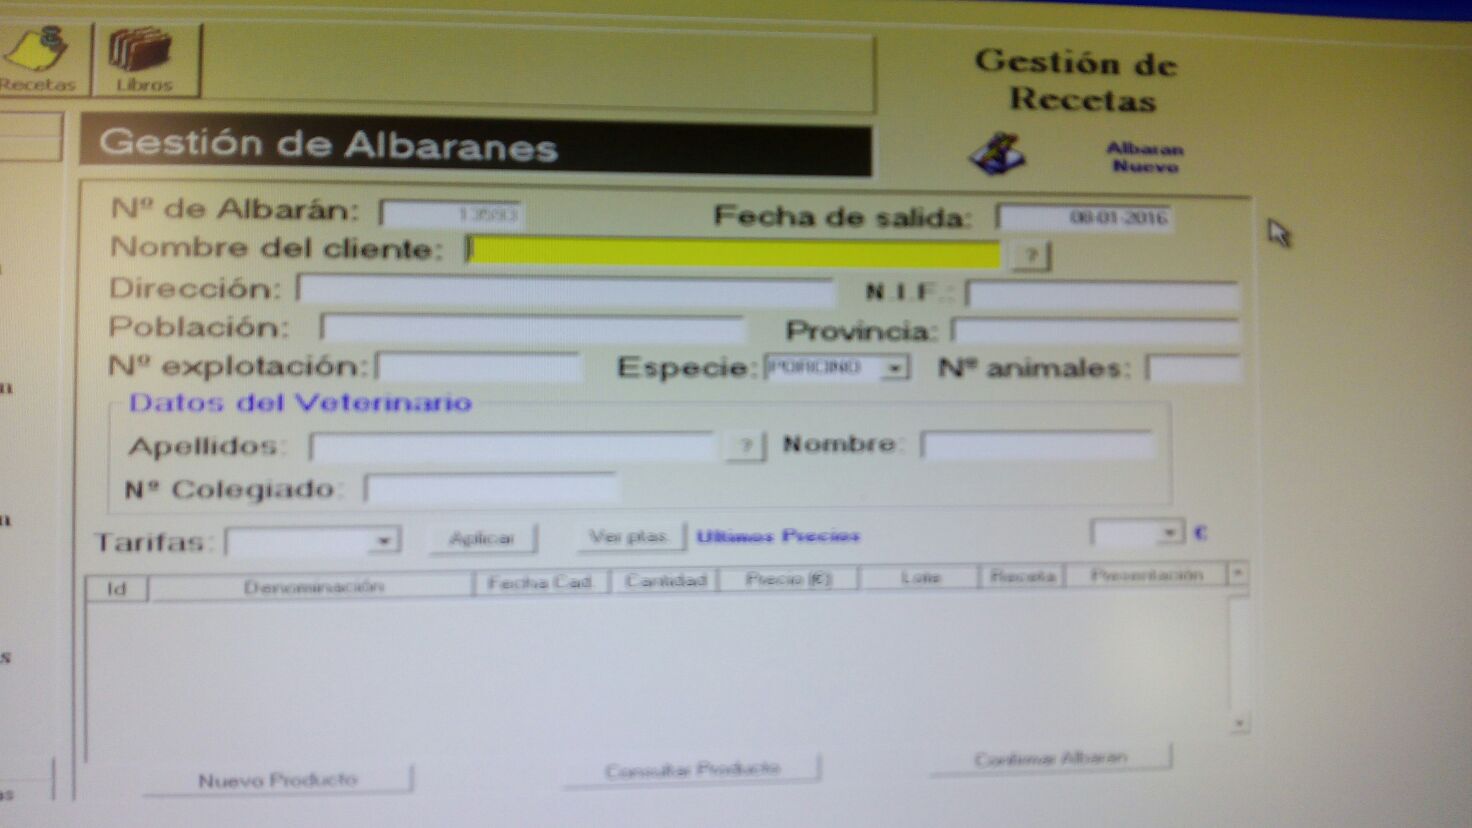 Recetas
Libros
Gestión de
Recetas
Gestión de Albaranes
Albaran
Nuevo
Nº de Albarán:
Fecha de salida: 08-01-2016
Nombre del cliente: ?
Dirección: N.I.F.:
Población: Provincia:
Nº explotación: Especie: PORCINO Nº animales:
Datos del Veterinario
Apellidos: ? Nombre:
Nº Colegiado:
Tarifas: Aplicar Ver ptas. Ultimos Precios €
Id Denominación Fecha Cad. Cantidad Precio (€) Lote Receta Presentación
Nuevo Producto Consultar Producto Confirmar Albaran